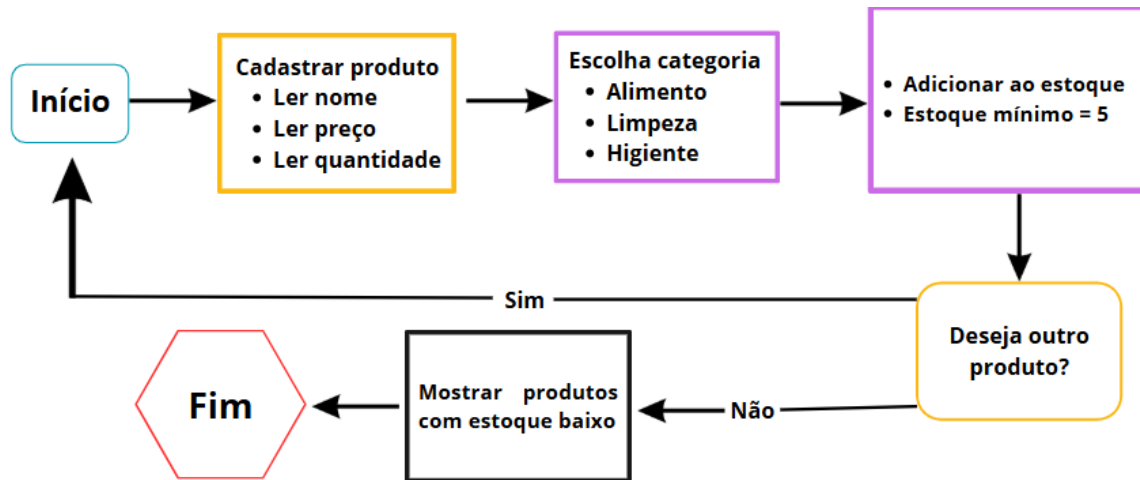 Início
Cadastrar produto
• Ler nome
• Ler preço
• Ler quantidade
Escolha categoria
• Alimento
• Limpeza
• Higiente
• Adicionar ao estoque
• Estoque mínimo = 5
Deseja outro
produto?
Sim
Não
Mostrar produtos
com estoque baixo
Fim